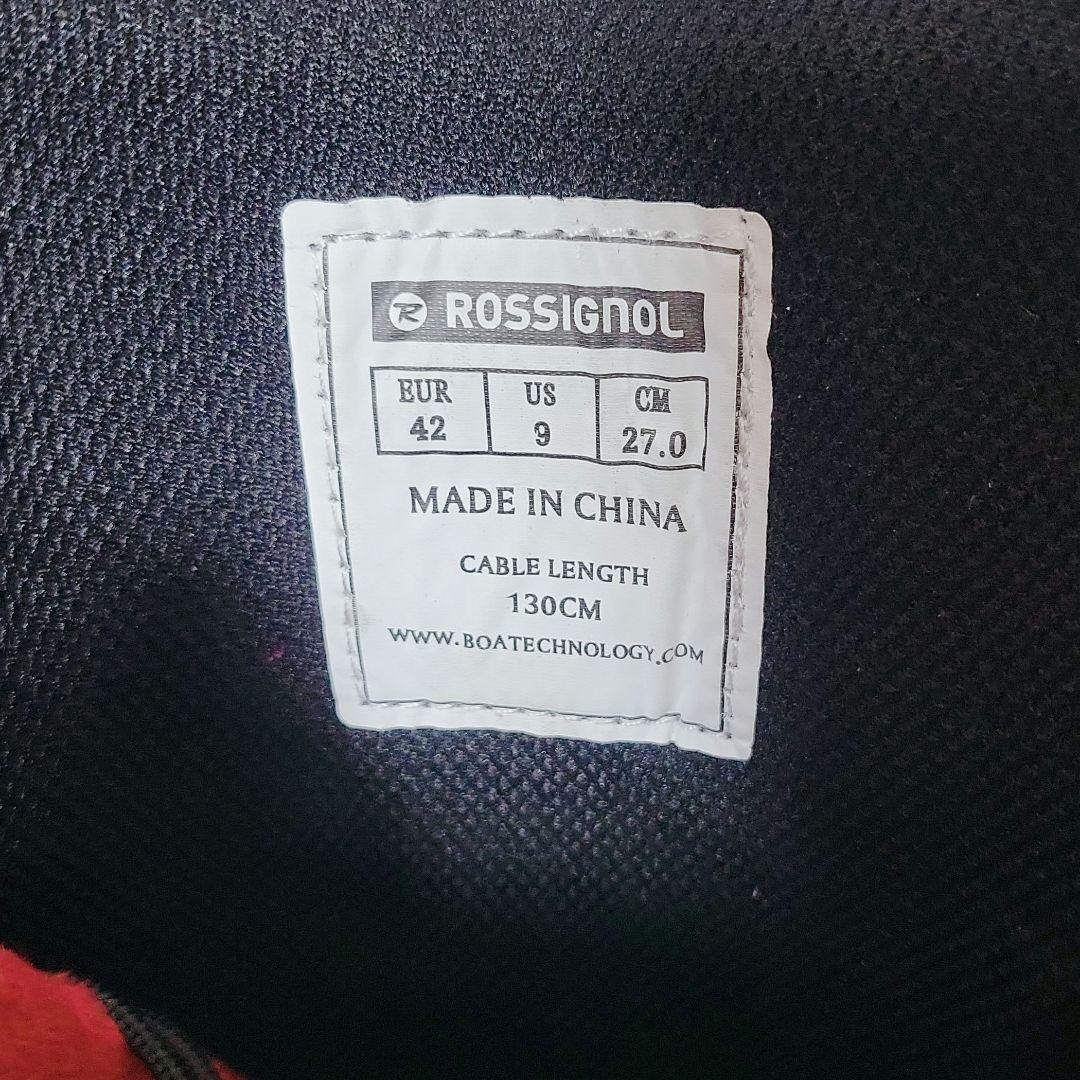 R ROSSIGNOL
EUR US CM
42 9 27.0
MADE IN CHINA
CABLE LENGTH
130CM
WWW.BOATECHNOLOGY.COM